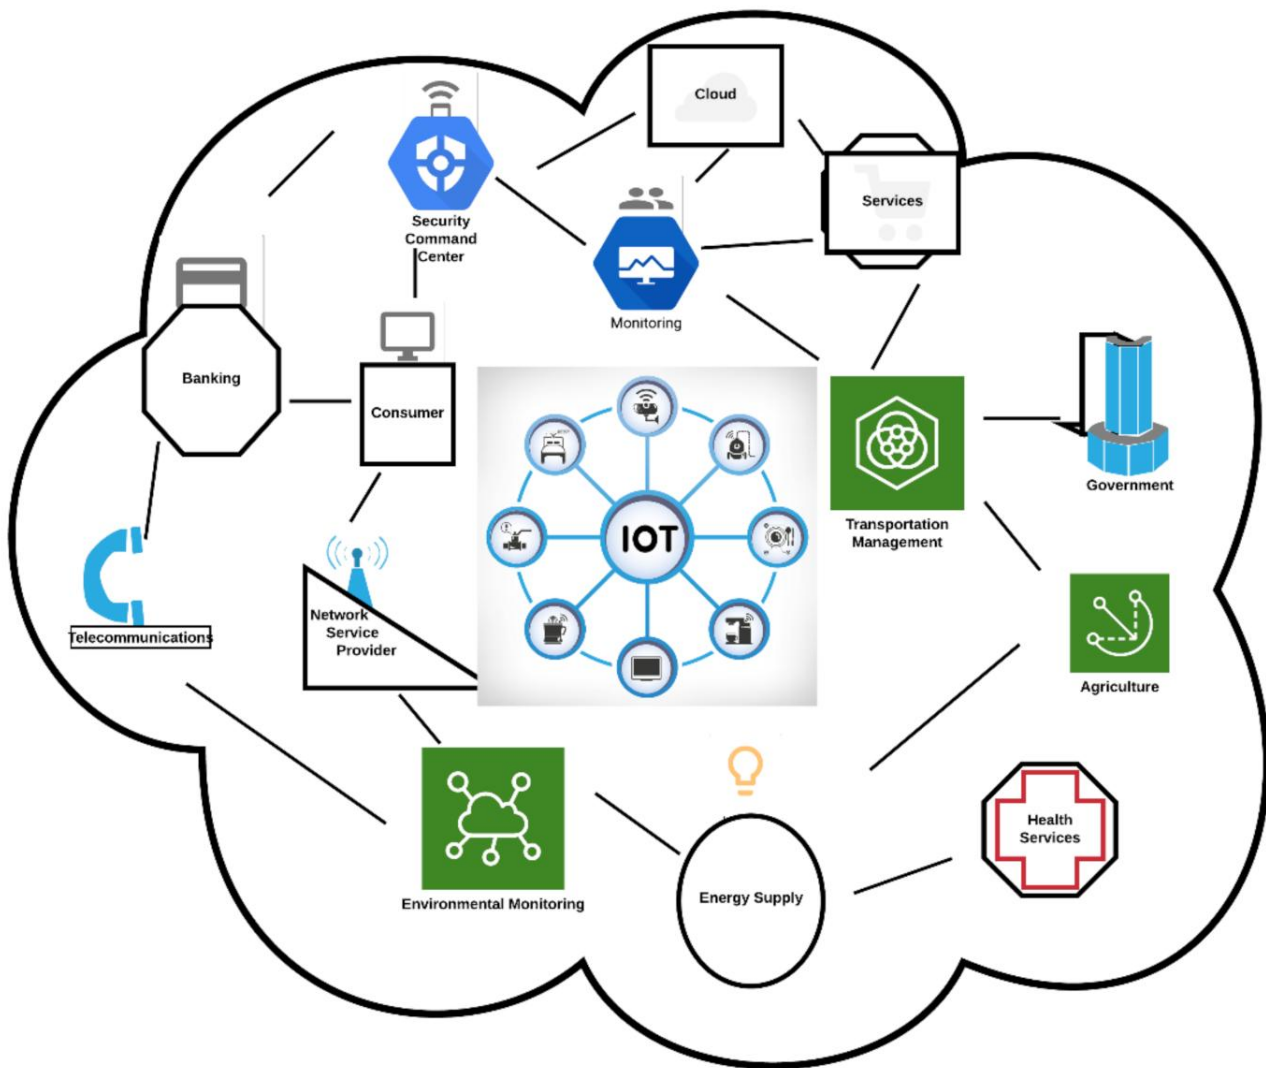 Cloud
Services
Security
Command
Center
Monitoring
Banking
Consumer
IOT
Transportation
Management
Government
Network
Service
Provider
Telecommunications
Agriculture
Health
Services
Energy Supply
Environmental Monitoring